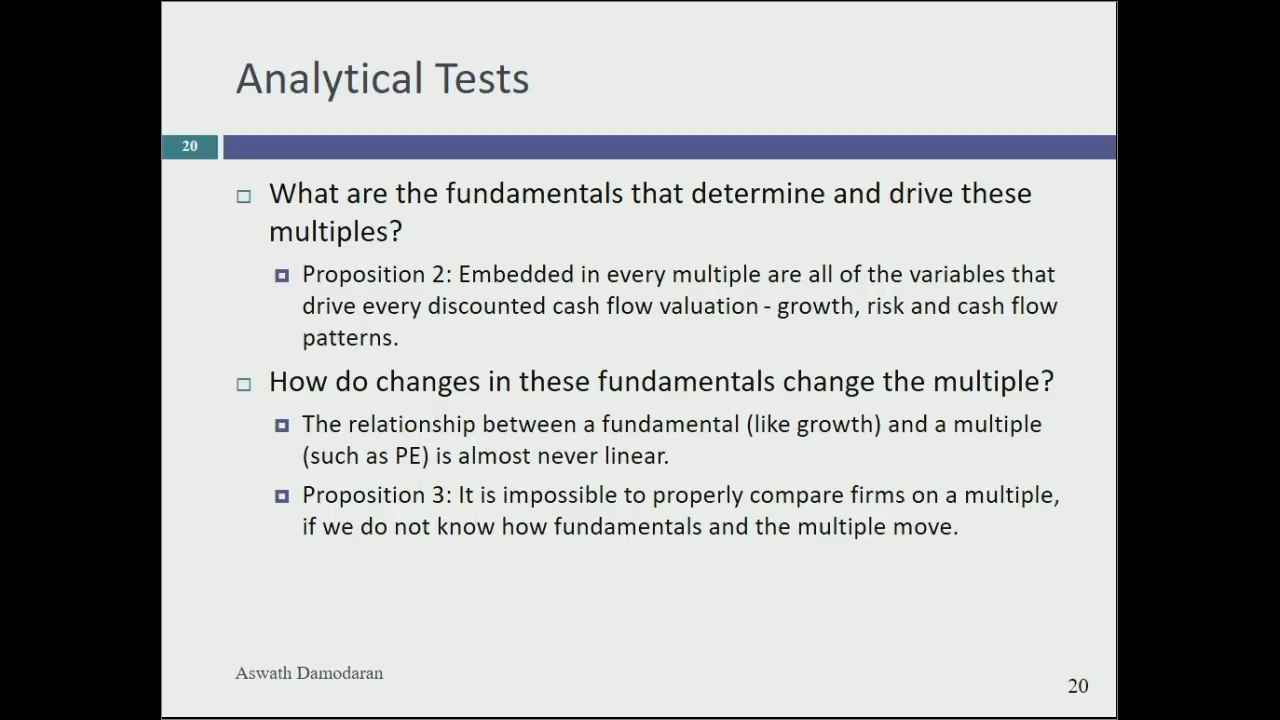 Analytical Tests
20
What are the fundamentals that determine and drive these
multiples?
Proposition 2: Embedded in every multiple are all of the variables that
drive every discounted cash flow valuation - growth, risk and cash flow
patterns.
How do changes in these fundamentals change the multiple?
The relationship between a fundamental (like growth) and a multiple
(such as PE) is almost never linear.
Proposition 3: It is impossible to properly compare firms on a multiple,
if we do not know how fundamentals and the multiple move.
Aswath Damodaran
20